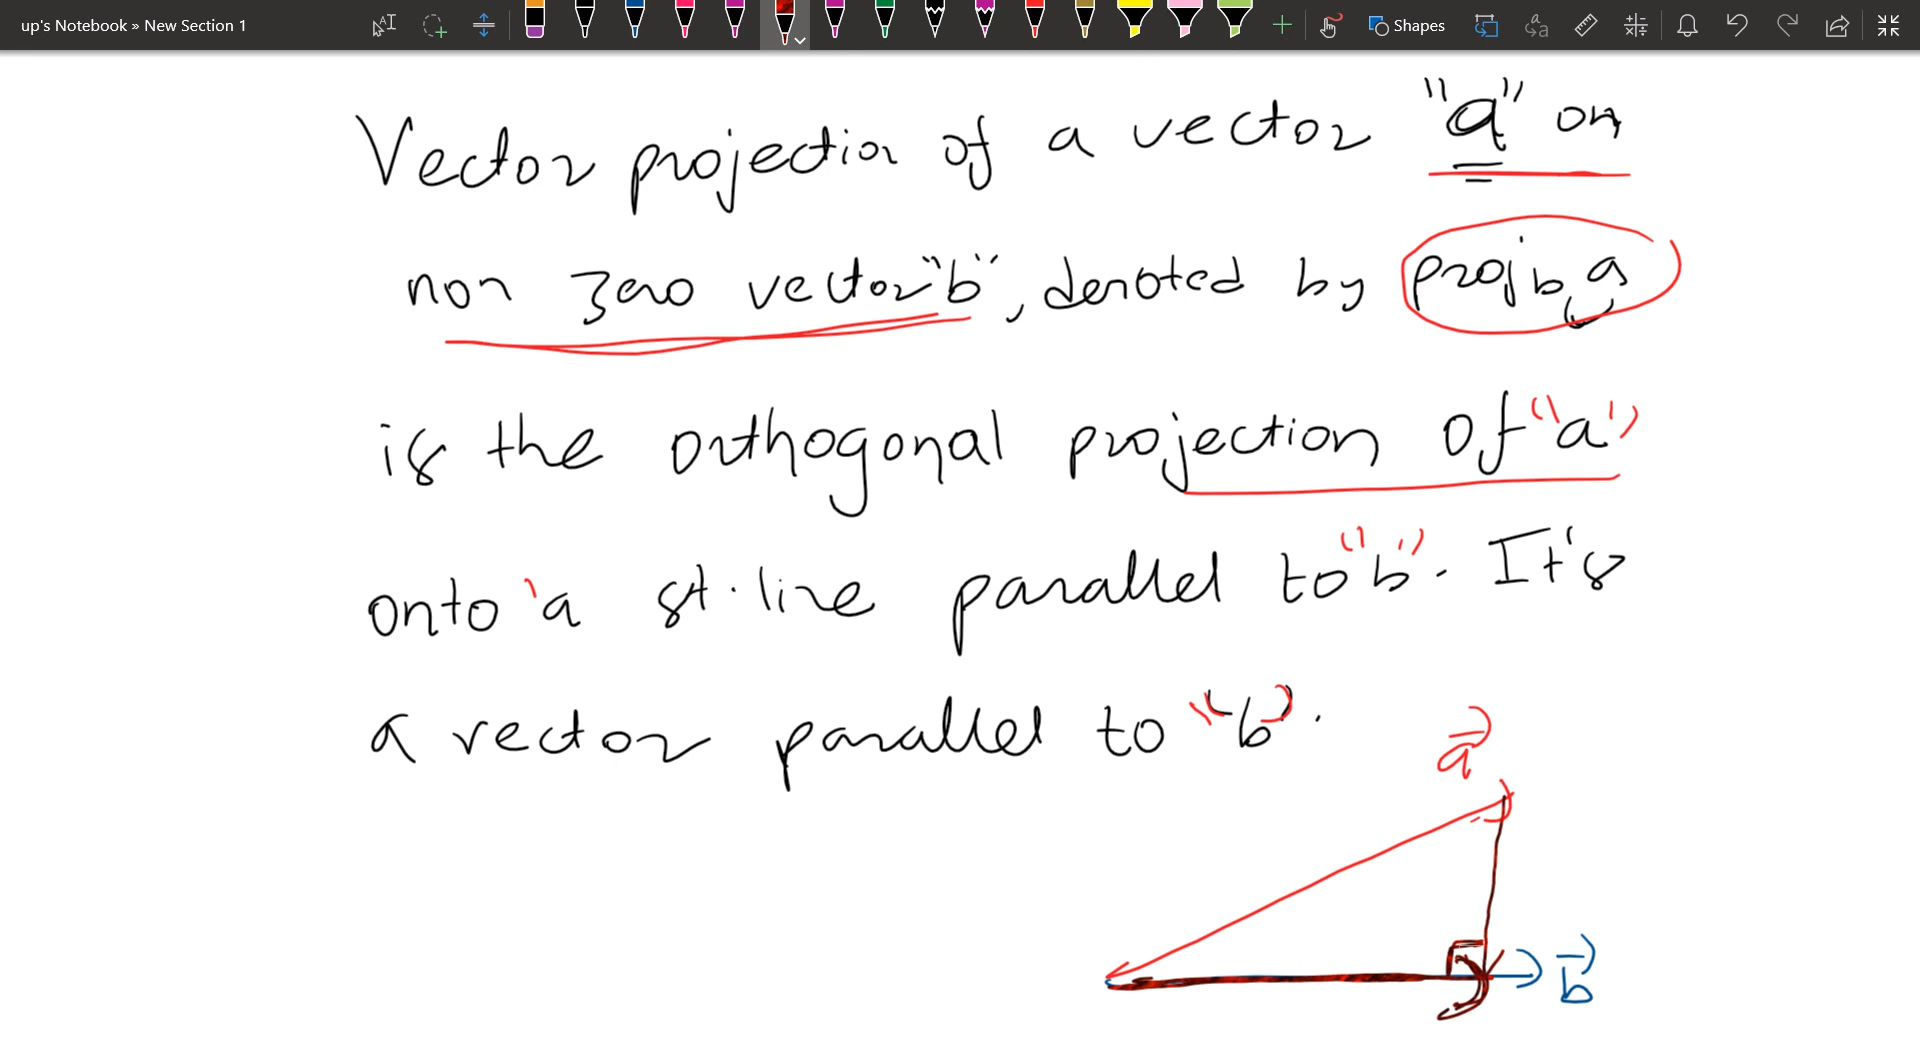 up's Notebook » New Section 1
Shapes
Vector projection of a vector "a" on
non zero vector "b", denoted by projb a
is the orthogonal projection of "a"
onto 'a st. line parallel to "b". It's
a vector parallel to "b".
a
b